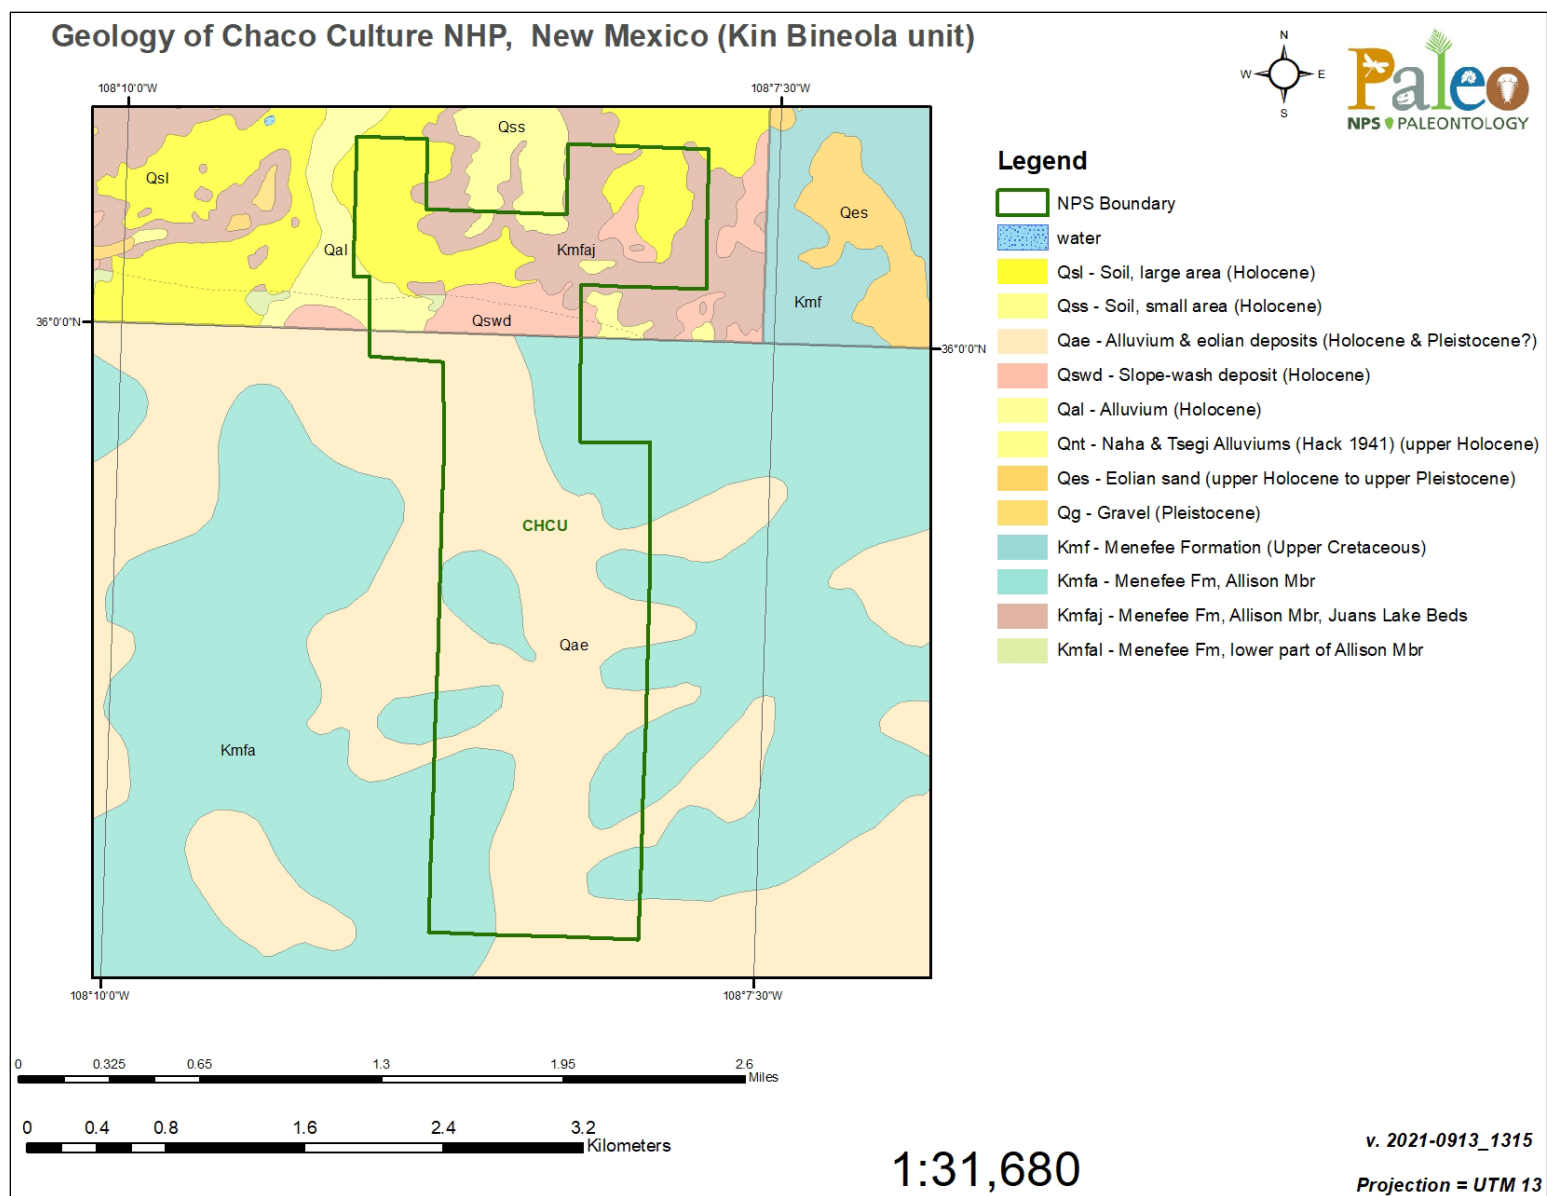 Geology of Chaco Culture NHP, New Mexico (Kin Bineola unit)
N
W E
S
Paleo
NPS PALEONTOLOGY
108°10'0"W 108°7'30"W
Qss
Qsl
Qes
Qal
Kmfaj
Kmf
Qswd
36°0'0"N
36°0'0"N
CHCU
Qae
Kmfa
108°10'0"W 108°7'30"W
Legend
NPS Boundary
water
Qsl - Soil, large area (Holocene)
Qss - Soil, small area (Holocene)
Qae - Alluvium & eolian deposits (Holocene & Pleistocene?)
Qswd - Slope-wash deposit (Holocene)
Qal - Alluvium (Holocene)
Qnt - Naha & Tsegi Alluviums (Hack 1941) (upper Holocene)
Qes - Eolian sand (upper Holocene to upper Pleistocene)
Qg - Gravel (Pleistocene)
Kmf - Menefee Formation (Upper Cretaceous)
Kmfa - Menefee Fm, Allison Mbr
Kmfaj - Menefee Fm, Allison Mbr, Juans Lake Beds
Kmfal - Menefee Fm, lower part of Allison Mbr
0 0.325 0.65 1.3 1.95 2.6
Miles
0 0.4 0.8 1.6 2.4 3.2
Kilometers
1:31,680
v. 2021-0913_1315
Projection = UTM 13